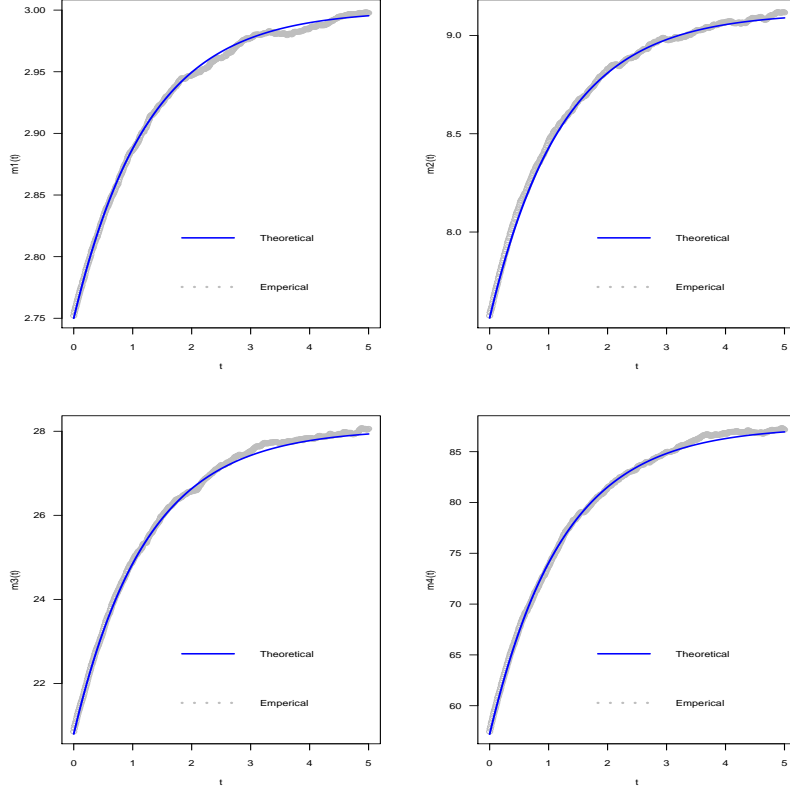 3.00
2.95
2.90
2.85
2.80
2.75
m1(t)
Theoretical
Emperical
0 1 2 3 4 5
t
9.0
8.5
8.0
m2(t)
Theoretical
Emperical
0 1 2 3 4 5
t
28
26
24
22
m3(t)
Theoretical
Emperical
0 1 2 3 4 5
t
85
80
75
70
65
60
m4(t)
Theoretical
Emperical
0 1 2 3 4 5
t